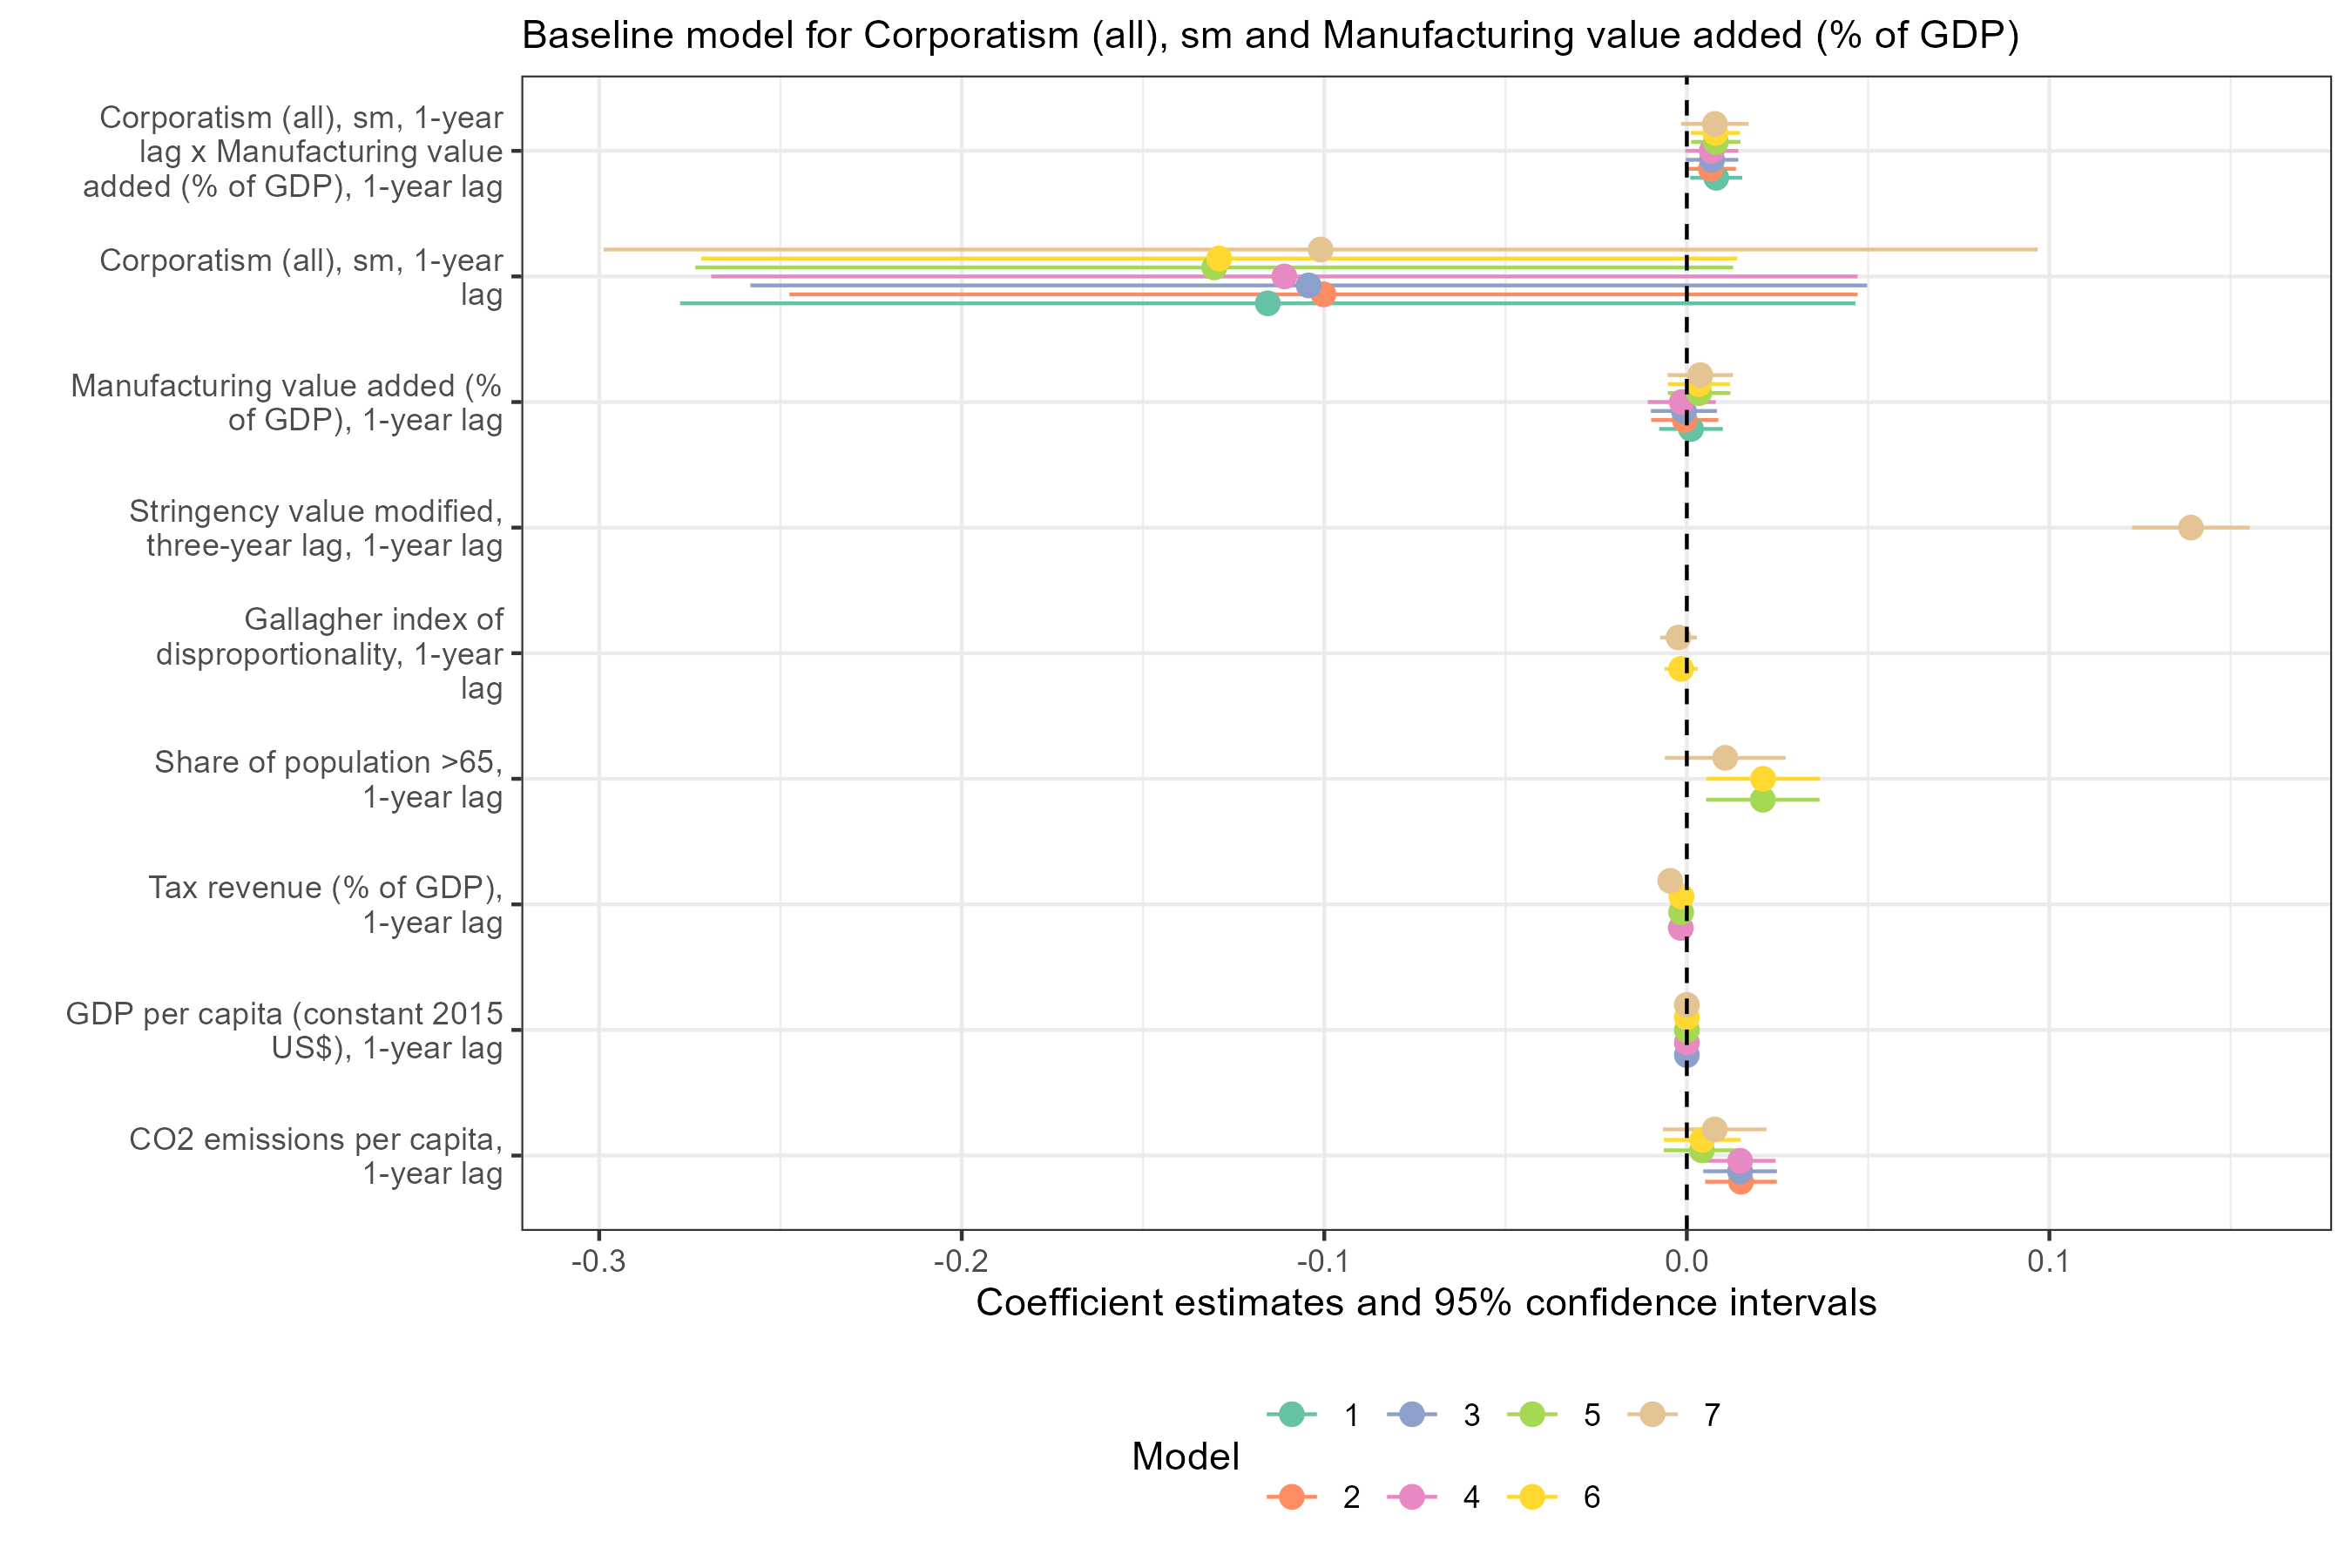 Baseline model for Corporatism (all), sm and Manufacturing value added (% of GDP)
Corporatism (all), sm, 1-year
lag x Manufacturing value
added (% of GDP), 1-year lag
Corporatism (all), sm, 1-year
lag
Manufacturing value added (%
of GDP), 1-year lag
Stringency value modified,
three-year lag, 1-year lag
Gallagher index of
disproportionality, 1-year
lag
Share of population >65,
1-year lag
Tax revenue (% of GDP),
1-year lag
GDP per capita (constant 2015
US$), 1-year lag
CO2 emissions per capita,
1-year lag
-0.3 -0.2 -0.1 0.0 0.1
Coefficient estimates and 95% confidence intervals
Model
1 3 5 7
2 4 6